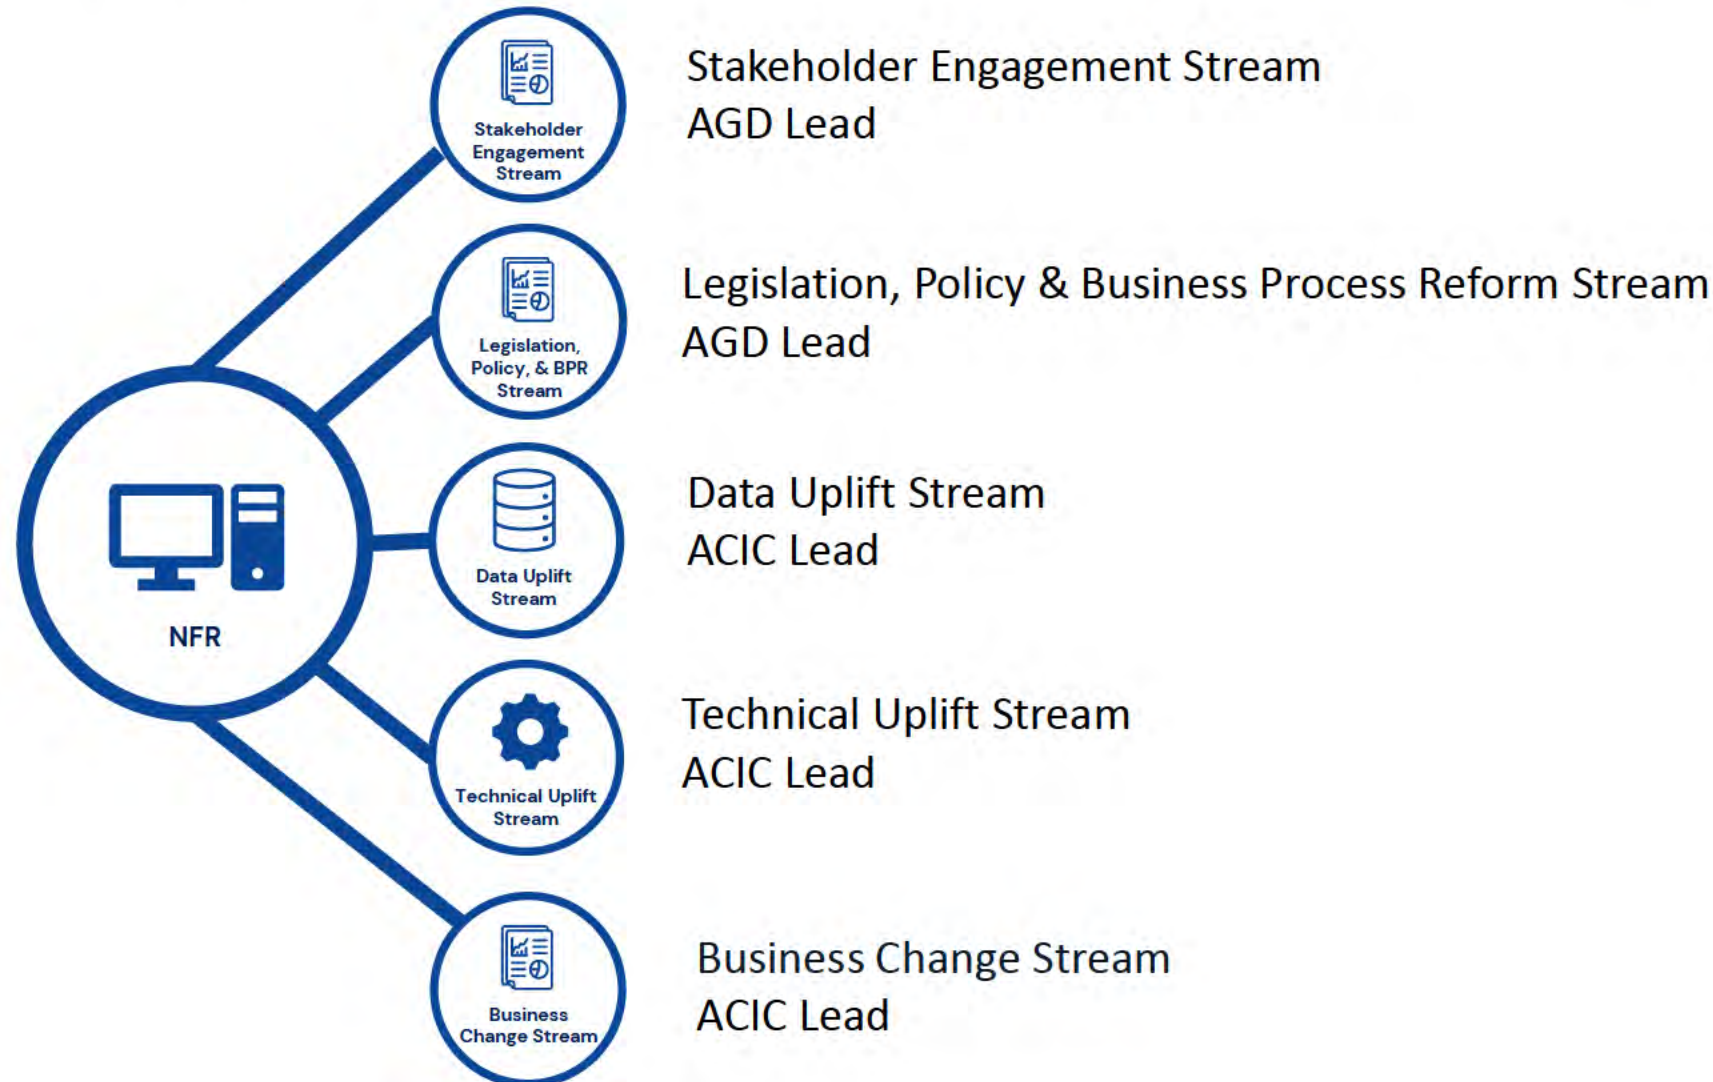 Stakeholder
Engagement
Stream
Stakeholder Engagement Stream
AGD Lead
Legislation,
Policy, & BPR
Stream
Legislation, Policy & Business Process Reform Stream
AGD Lead
NFR
Data Uplift
Stream
Data Uplift Stream
ACIC Lead
Technical Uplift
Stream
Technical Uplift Stream
ACIC Lead
Business
Change Stream
Business Change Stream
ACIC Lead